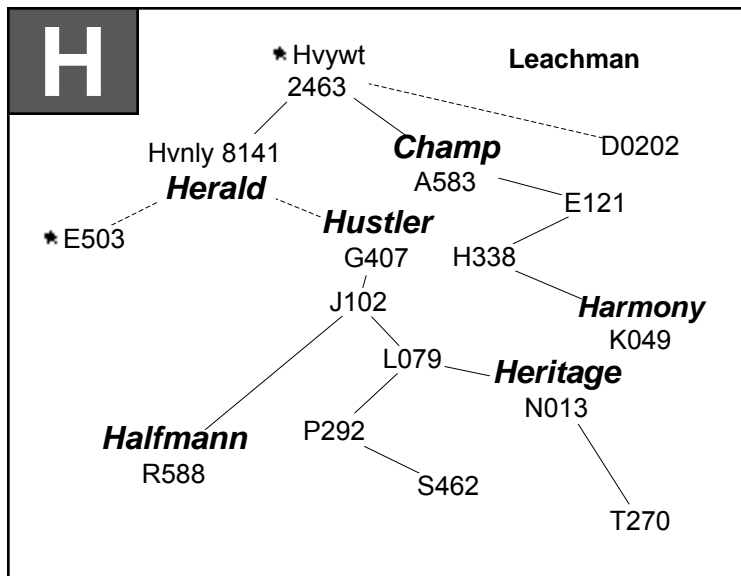 H
Hvywt
2463
Leachman
Hvnly 8141
Herald
Champ
A583
D0202
E121
E503
Hustler
G407
H338
J102
Harmony
K049
L079
Heritage
N013
Halfmann
R588
P292
S462
T270